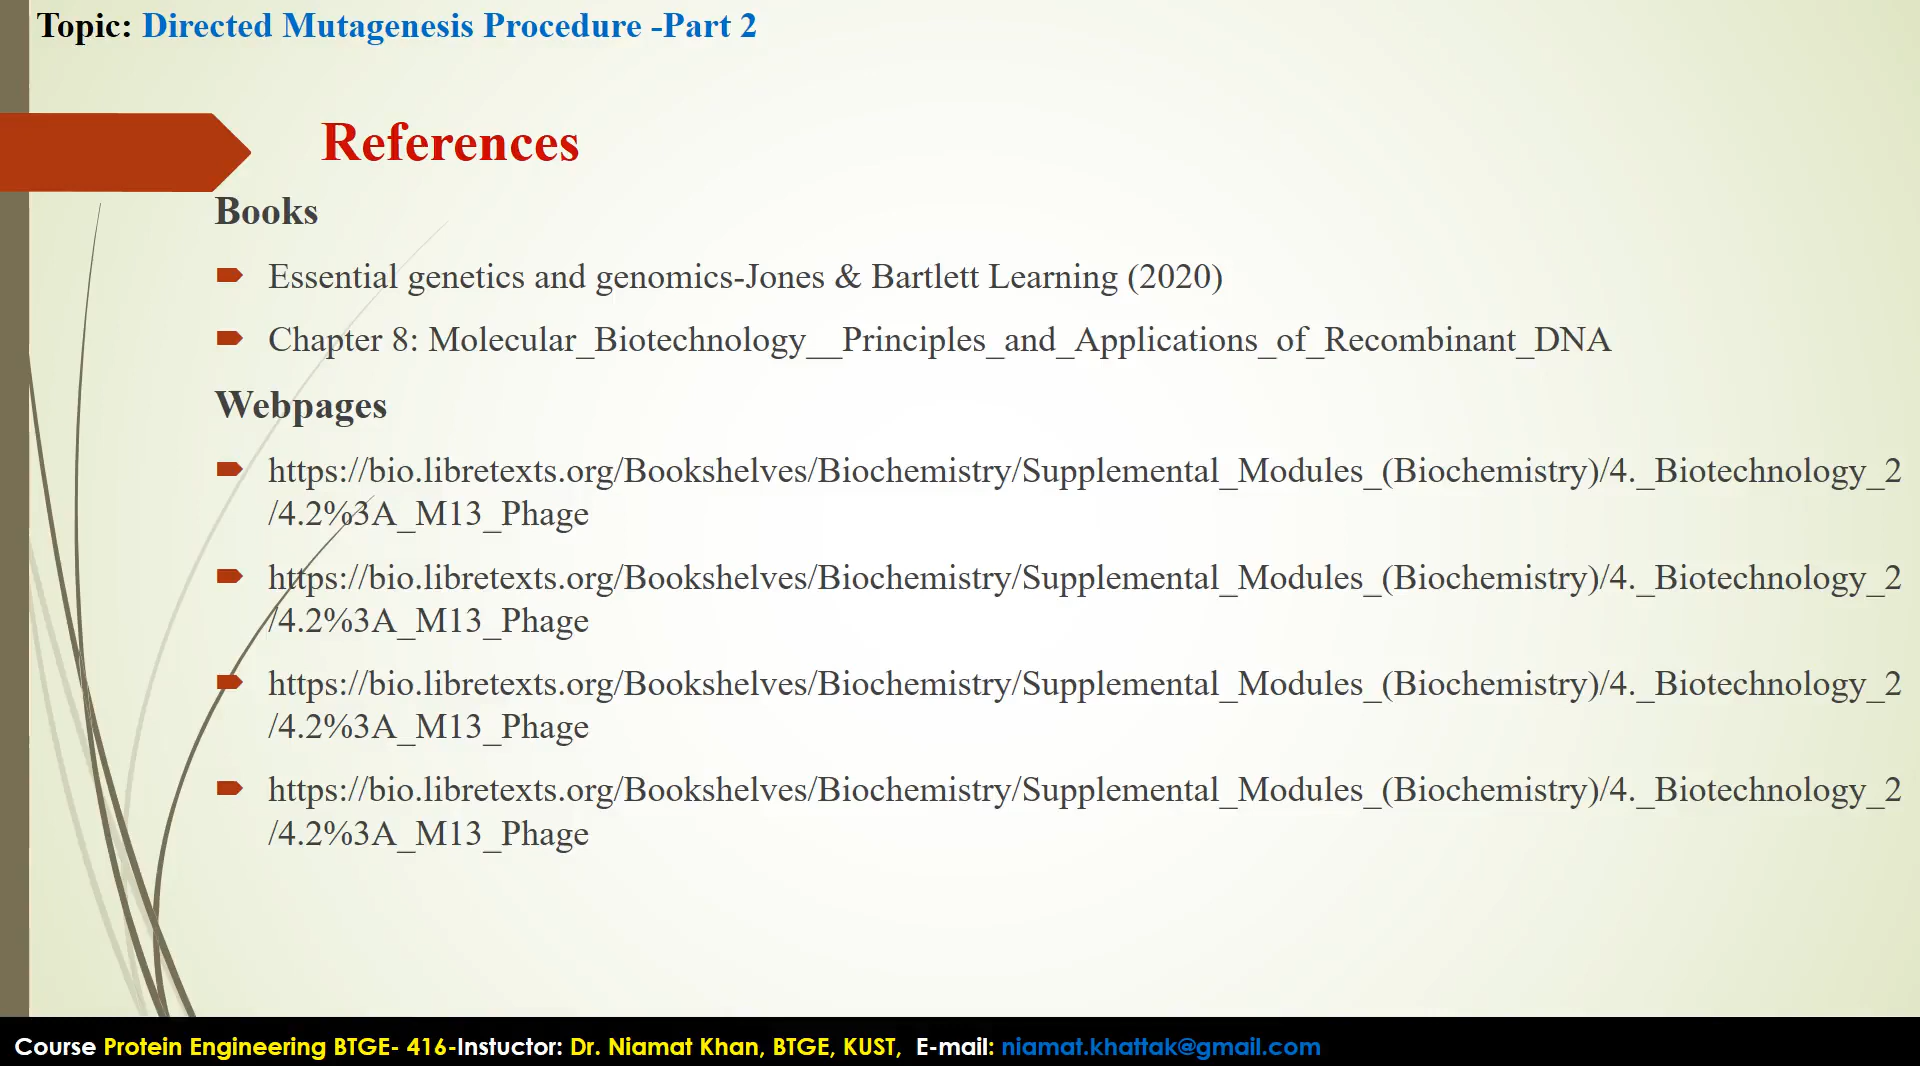 Topic: Directed Mutagenesis Procedure -Part 2
References
Books
Essential genetics and genomics-Jones & Bartlett Learning (2020)
Chapter 8: Molecular_Biotechnology__Principles_and_Applications_of_Recombinant_DNA
Webpages
https://bio.libretexts.org/Bookshelves/Biochemistry/Supplemental_Modules_(Biochemistry)/4._Biotechnology_2
/4.2%3A_M13_Phage
https://bio.libretexts.org/Bookshelves/Biochemistry/Supplemental_Modules_(Biochemistry)/4._Biotechnology_2
/4.2%3A_M13_Phage
https://bio.libretexts.org/Bookshelves/Biochemistry/Supplemental_Modules_(Biochemistry)/4._Biotechnology_2
/4.2%3A_M13_Phage
https://bio.libretexts.org/Bookshelves/Biochemistry/Supplemental_Modules_(Biochemistry)/4._Biotechnology_2
/4.2%3A_M13_Phage
Course Protein Engineering BTGE- 416-Instuctor: Dr. Niamat Khan, BTGE, KUST, E-mail: niamat.khattak@gmail.com